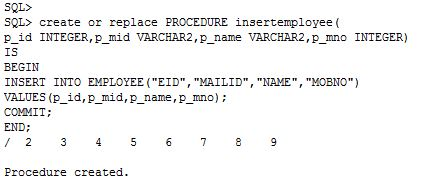 SQL>
SQL> create or replace PROCEDURE insertemployee(
p_id INTEGER,p_mid VARCHAR2,p_name VARCHAR2,p_mno INTEGER)
IS
BEGIN
INSERT INTO EMPLOYEE("EID","MAILID","NAME","MOBNO")
VALUES(p_id,p_mid,p_name,p_mno);
COMMIT;
END;
/  2    3    4    5    6    7    8    9
Procedure created.